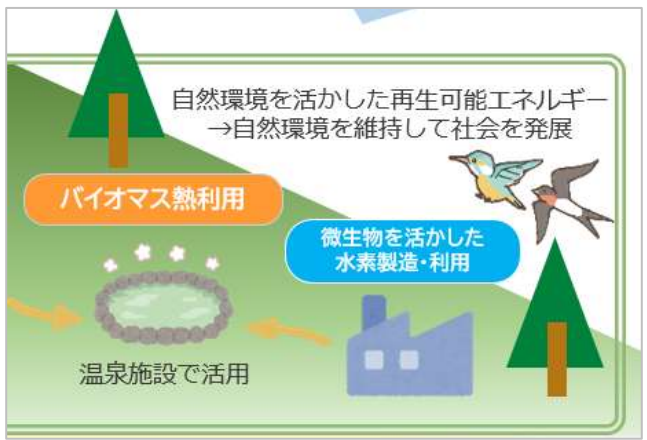 自然環境を活かした再生可能エネルギー
→自然環境を維持して社会を発展
バイオマス熱利用
微生物を活かした
水素製造・利用
温泉施設で活用